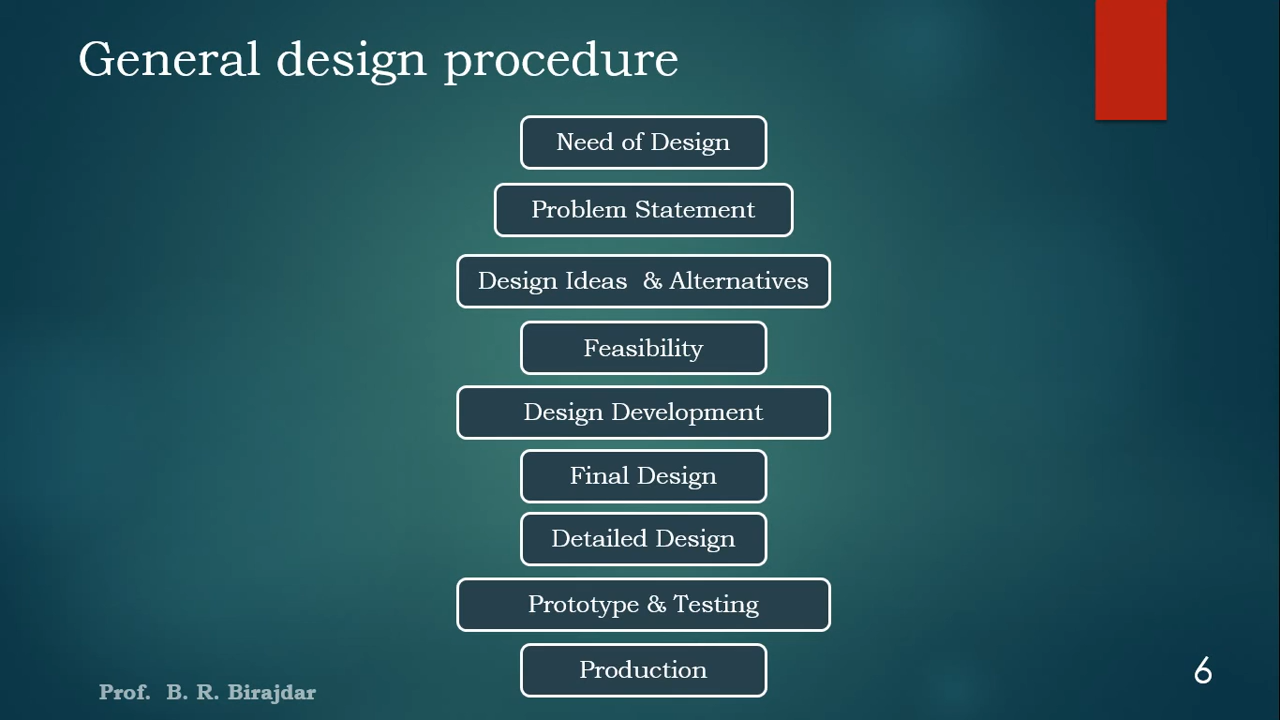 General design procedure
Need of Design
Problem Statement
Design Ideas  & Alternatives
Feasibility
Design Development
Final Design
Detailed Design
Prototype & Testing
Production
Prof.  B. R. Birajdar
6